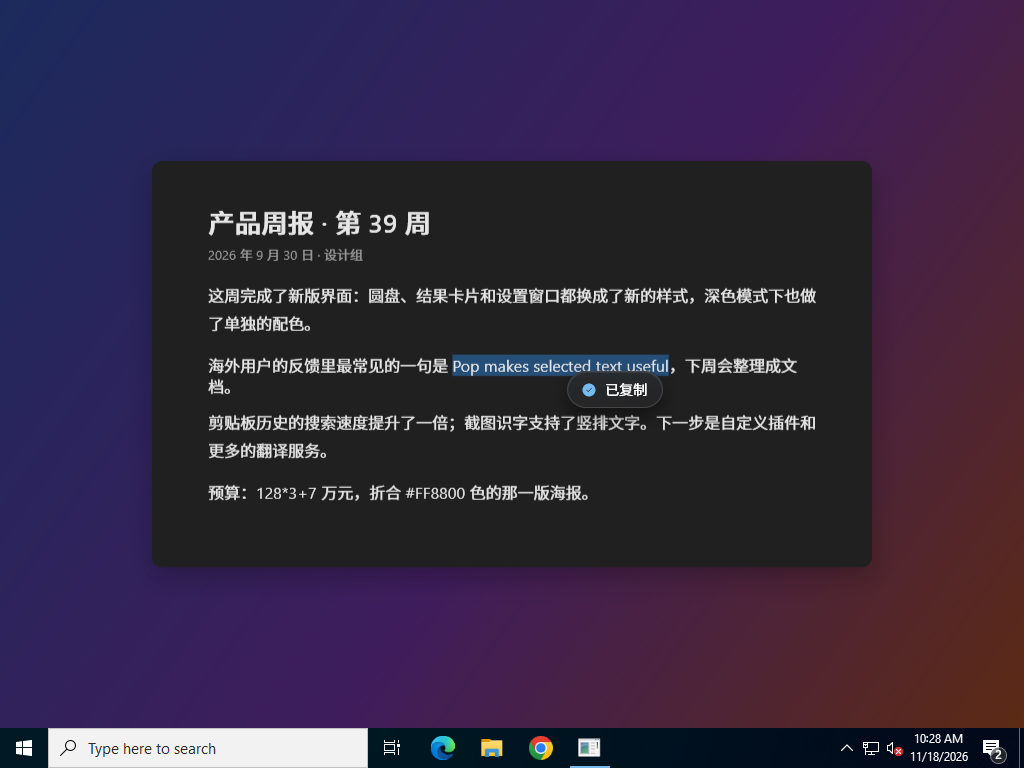 产品周报 · 第 39 周
2026 年 9 月 30 日 · 设计组
这周完成了新版界面：圆盘、结果卡片和设置窗口都换成了新的样式，深色模式下也做
了单独的配色。
海外用户的反馈里最常见的一句是 Pop makes selected text useful，下周会整理成文
档。
已复制
剪贴板历史的搜索速度提升了一倍；截图识字支持了竖排文字。下一步是自定义插件和
更多的翻译服务。
预算：128*3+7 万元，折合 #FF8800 色的那一版海报。
Type here to search
10:28 AM
11/18/2026
2